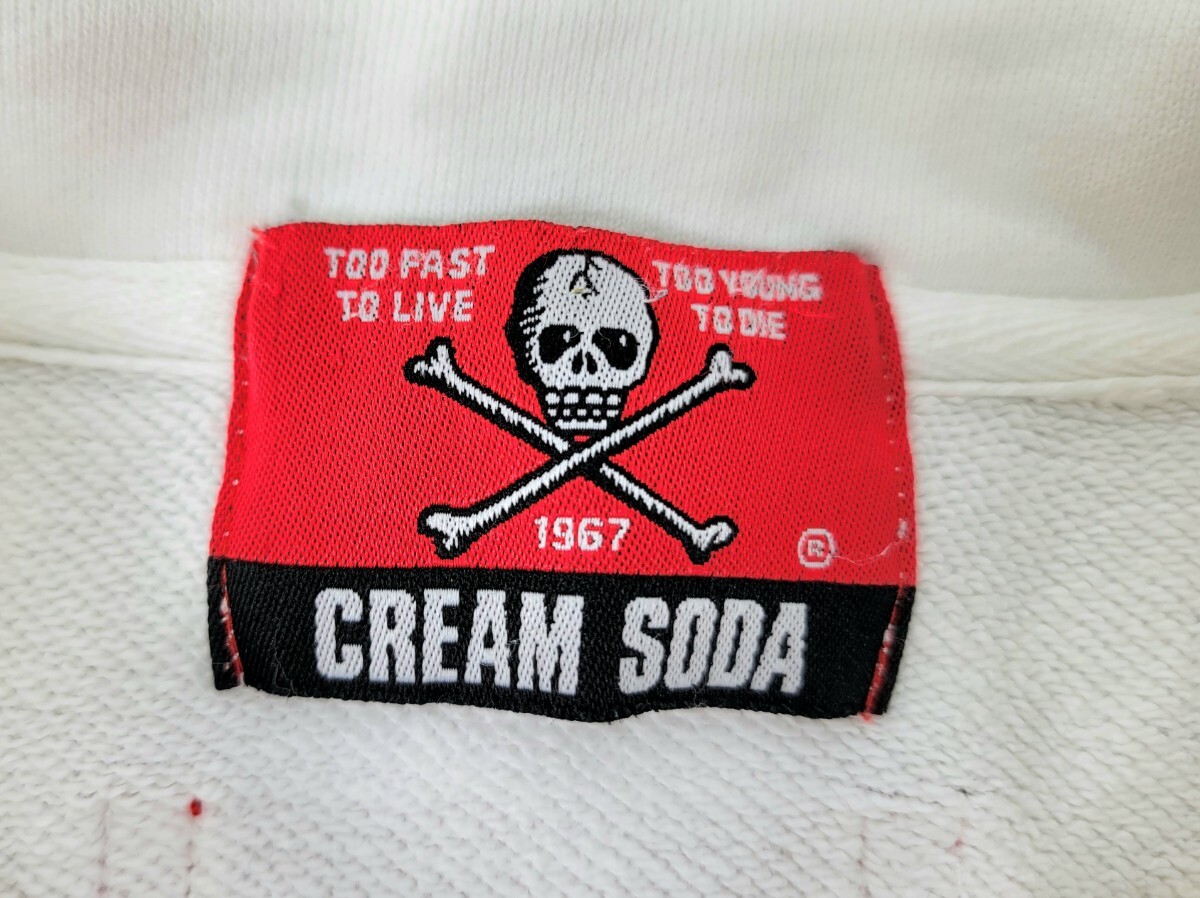 TOO FAST
TO LIVE
TOO YOUNG
TO DIE
1967
®
CREAM SODA